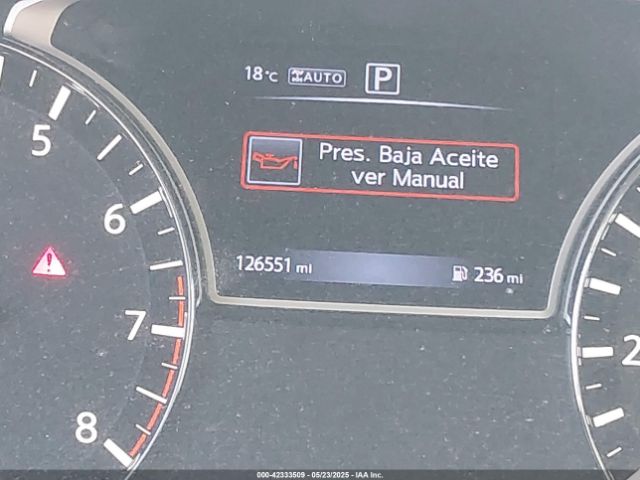 18°C AUTO P
Pres. Baja Aceite
ver Manual
126551 mi 236 mi
5
6
7
8
2
000-42333509 - 05/23/2025 - IAA Inc.